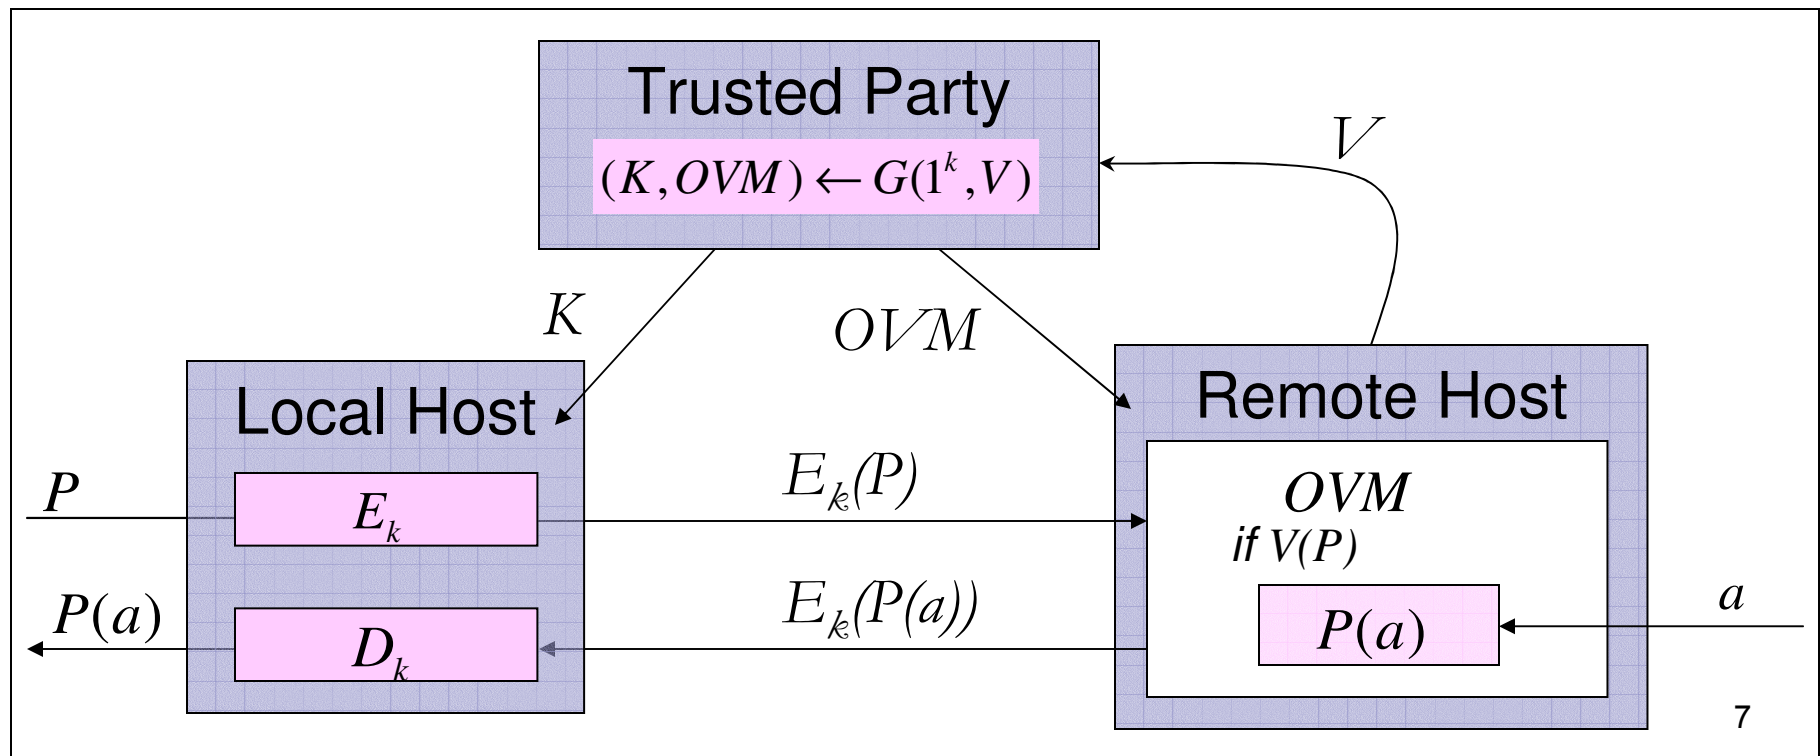 Trusted Party
(K,OVM) ← G(1^k,V)
V
K
OVM
Local Host
Remote Host
P
E_k
E_k(P)
OVM
if V(P)
P(a)
D_k
E_k(P(a))
P(a)
a
7